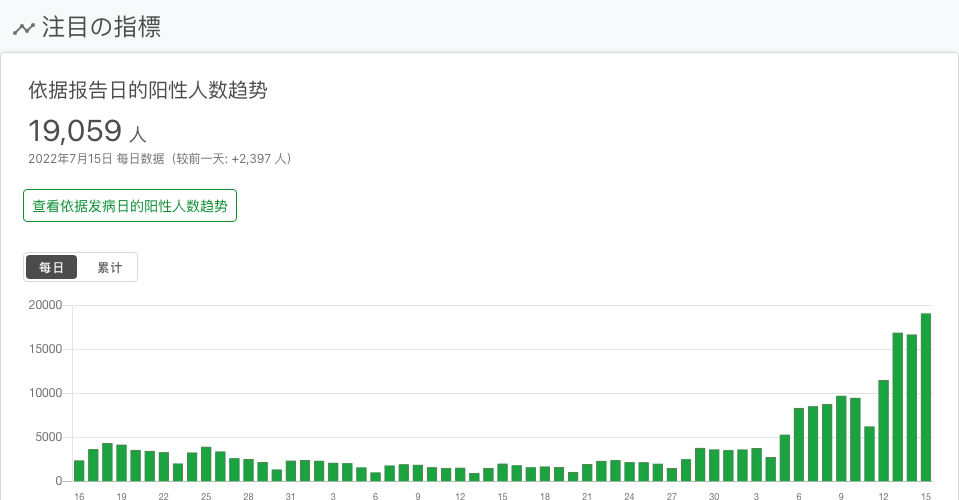 注目の指標
依据报告日的阳性人数趋势
19,059 人
2022年7月15日 每日数据（较前一天: +2,397 人）
查看依据发病日的阳性人数趋势
每日 累计
20000
15000
10000
5000
0
16 19 22 25 28 31 3 6 9 12 15 18 21 24 27 30 3 6 9 12 15